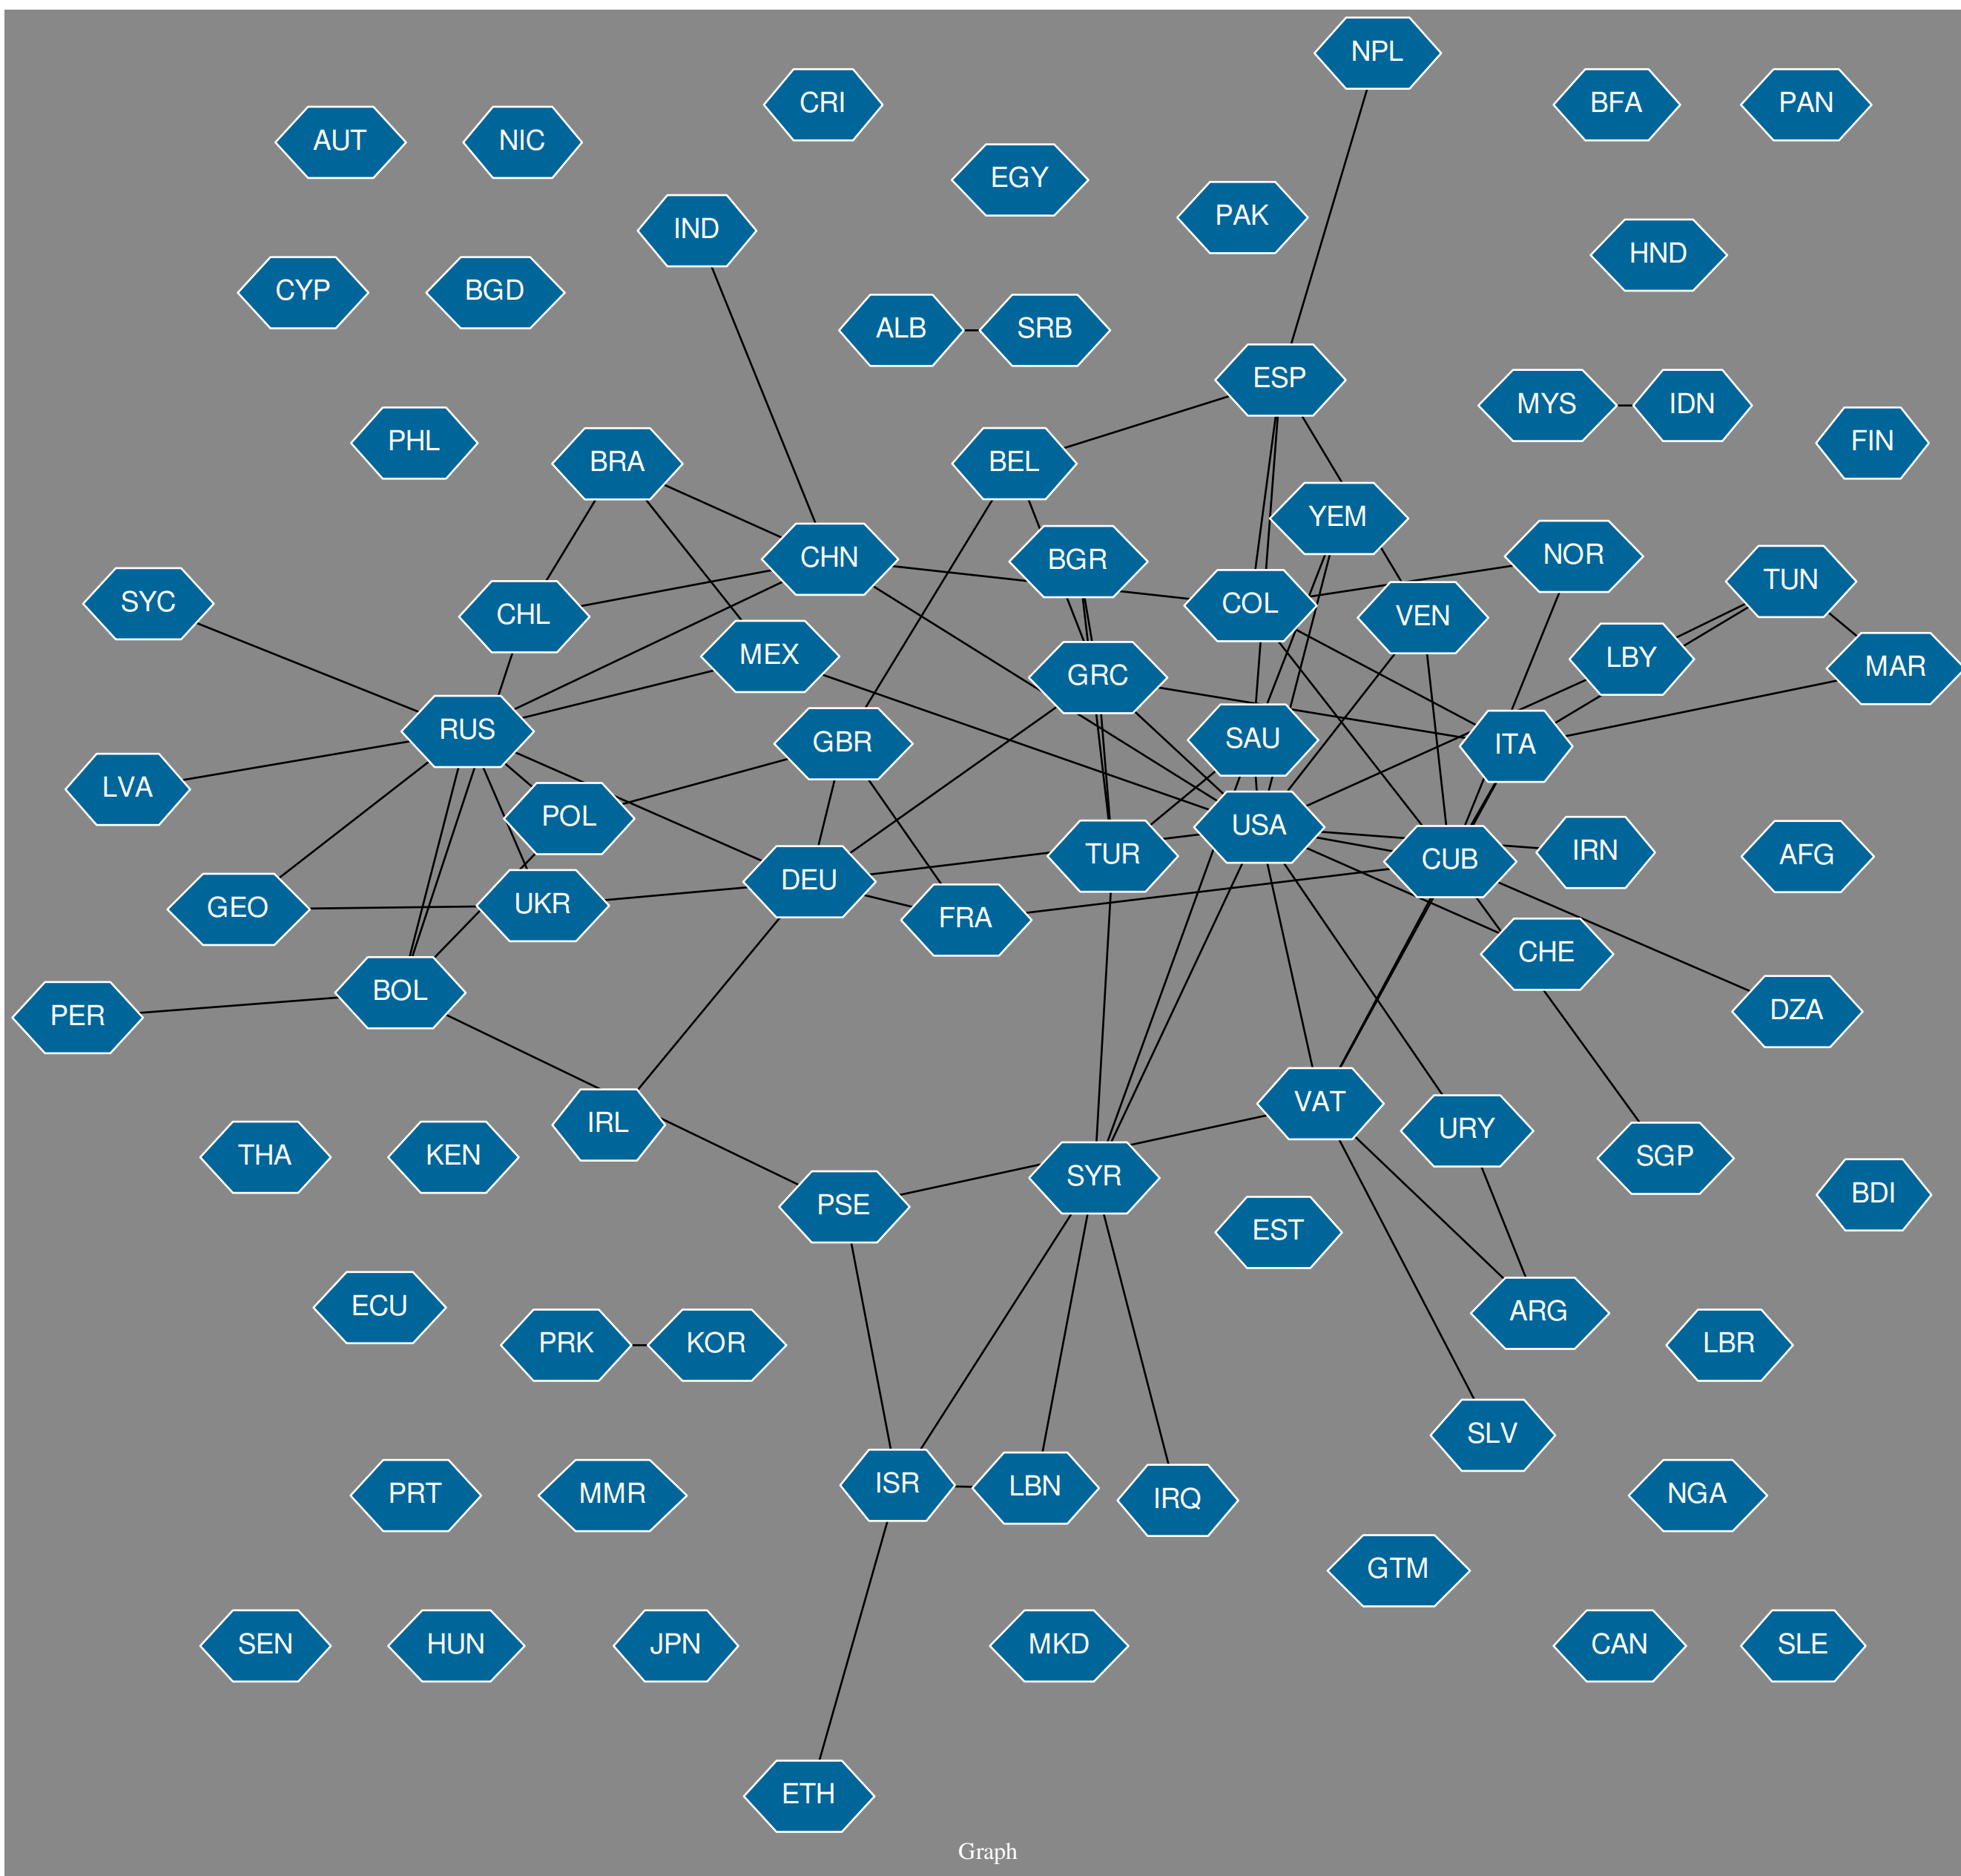 NPL
CRI
BFA
PAN
AUT
NIC
EGY
PAK
IND
HND
CYP
BGD
ALB
SRB
ESP
MYS
IDN
PHL
BRA
BEL
FIN
YEM
CHN
BGR
NOR
TUN
SYC
CHL
COL
VEN
MEX
GRC
LBY
MAR
RUS
GBR
SAU
ITA
LVA
POL
USA
TUR
CUB
IRN
AFG
DEU
GEO
UKR
FRA
CHE
PER
BOL
DZA
VAT
IRL
URY
THA
KEN
SGP
SYR
PSE
BDI
EST
ECU
ARG
PRK
KOR
LBR
SLV
PRT
MMR
ISR
LBN
IRQ
NGA
GTM
SEN
HUN
JPN
MKD
CAN
SLE
ETH
Graph